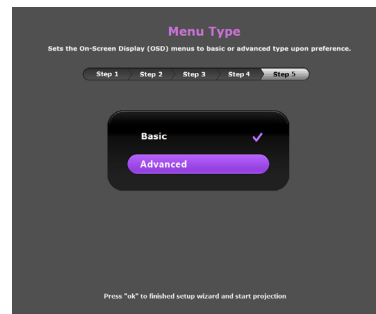 Menu Type
Sets the On-Screen Display (OSD) menus to basic or advanced type upon preference.
Step 1 Step 2 Step 3 Step 4 Step 5
Basic
Advanced
Press "ok" to finished setup wizard and start projection